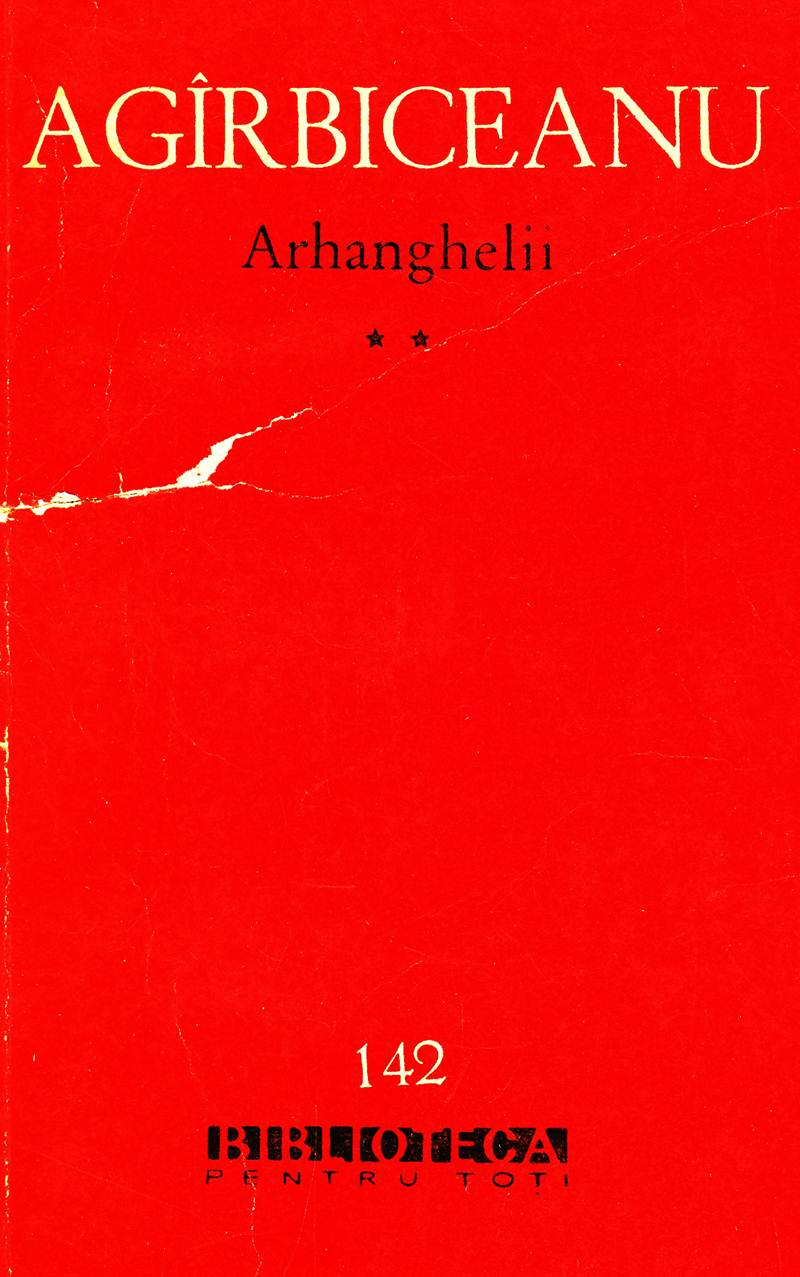 AGÎRBICEANU
Arhanghelii
★ ★
142
BIBLIOTECA
PENTRU TOȚI